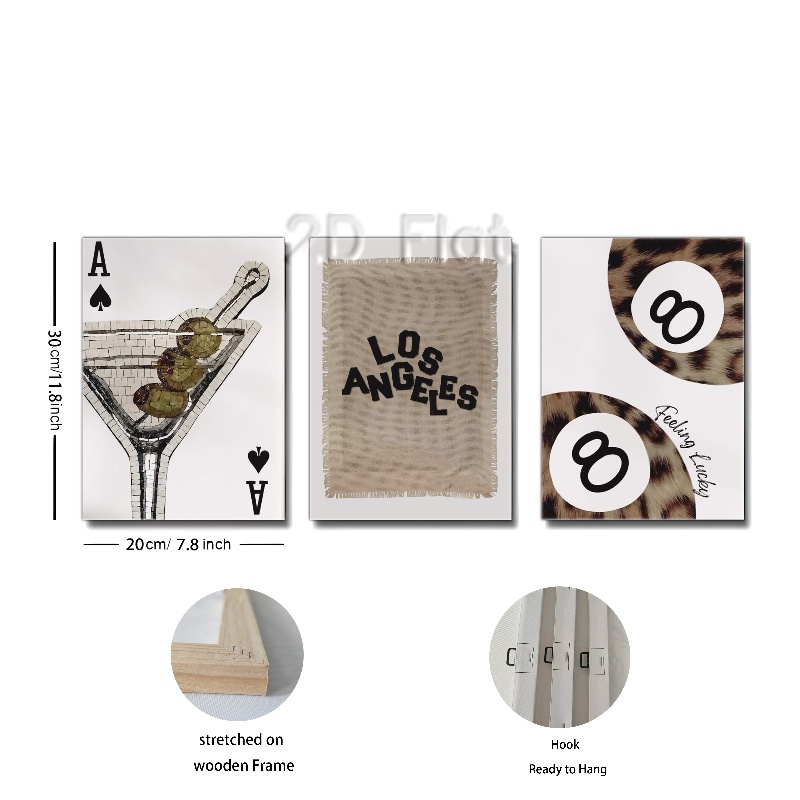 2D Flat
A
LOS
ANGELES
8
Feeling Lucky
8
A
30cm/11.8inch
20cm/ 7.8 inch
stretched on
wooden Frame
Hook
Ready to Hang